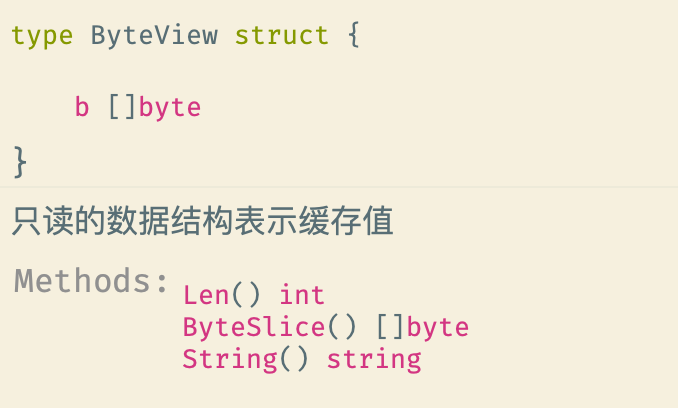 type ByteView struct {
b []byte
}
只读的数据结构表示缓存值
Methods:
Len() int
ByteSlice() []byte
String() string